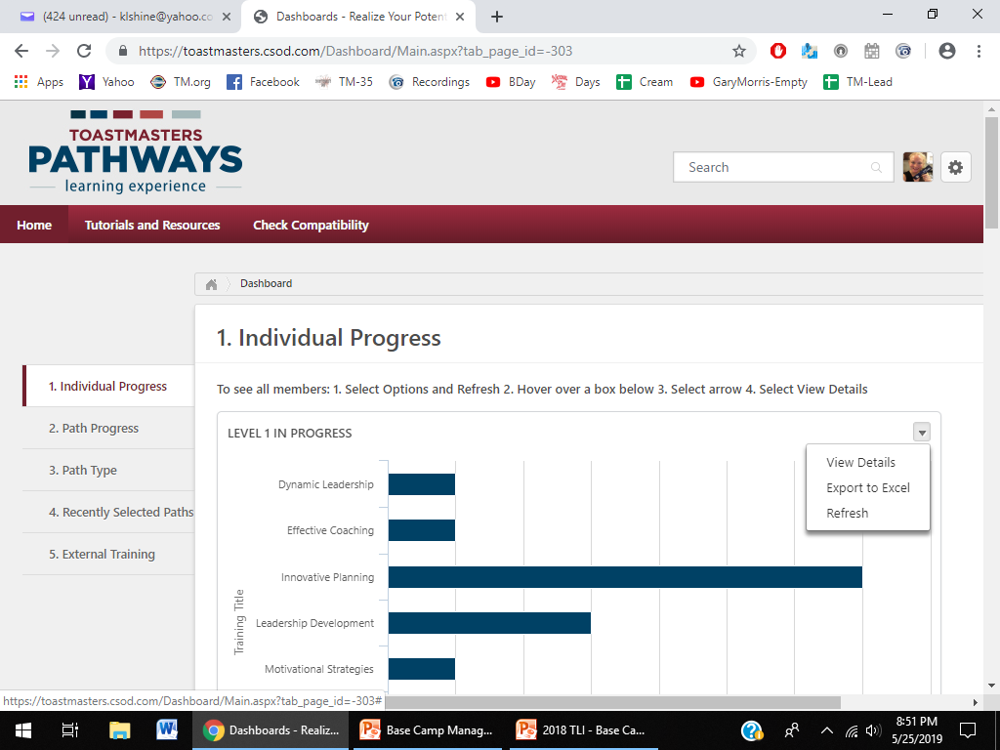 (424 unread) - klshine@yahoo.co
Dashboards - Realize Your Potent
https://toastmasters.csod.com/Dashboard/Main.aspx?tab_page_id=-303
Apps
Yahoo
TM.org
Facebook
TM-35
Recordings
BDay
Days
Cream
GaryMorris-Empty
TM-Lead
TOASTMASTERS
PATHWAYS
learning experience
Search
Home
Tutorials and Resources
Check Compatibility
Dashboard
1. Individual Progress
1. Individual Progress
2. Path Progress
3. Path Type
4. Recently Selected Paths
5. External Training
To see all members: 1. Select Options and Refresh 2. Hover over a box below 3. Select arrow 4. Select View Details
LEVEL 1 IN PROGRESS
View Details
Export to Excel
Refresh
Training Title
Dynamic Leadership
Effective Coaching
Innovative Planning
Leadership Development
Motivational Strategies
https://toastmasters.csod.com/Dashboard/Main.aspx?tab_page_id=-303#
Dashboards - Realiz...
Base Camp Manag...
2018 TLI - Base Ca...
8:51 PM
5/25/2019